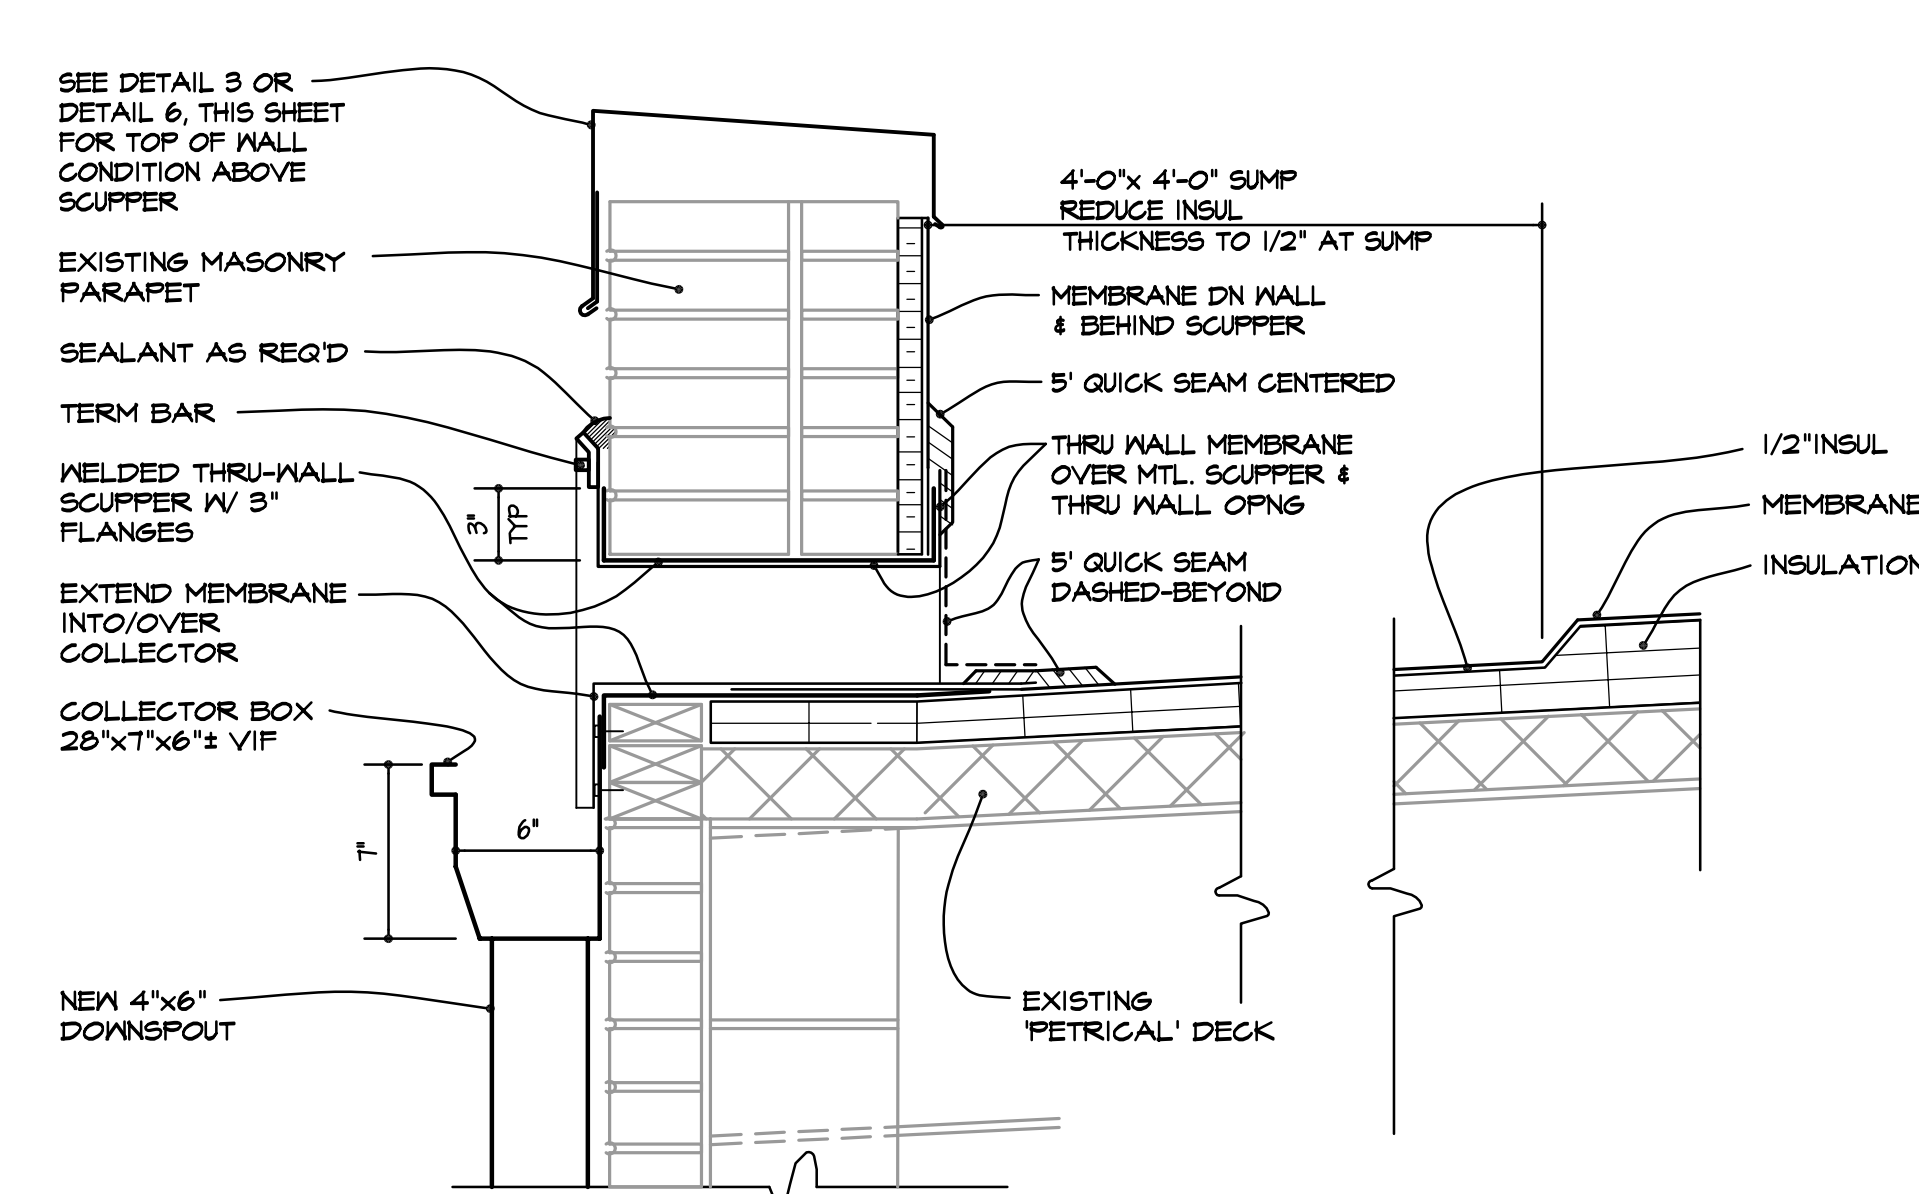 SEE DETAIL 3 OR
DETAIL 6, THIS SHEET
FOR TOP OF WALL
CONDITION ABOVE
SCUPPER
EXISTING MASONRY
PARAPET
SEALANT AS REQ'D
TERM BAR
WELDED THRU-WALL
SCUPPER W/ 3"
FLANGES
EXTEND MEMBRANE
INTO/OVER
COLLECTOR
COLLECTOR BOX
28"x7"x6"± VIF
NEW 4"x6"
DOWNSPOUT
3"
TYP
6"
7"
4'-0"x 4'-0" SUMP
REDUCE INSUL
THICKNESS TO 1/2" AT SUMP
MEMBRANE DN WALL
& BEHIND SCUPPER
5' QUICK SEAM CENTERED
THRU WALL MEMBRANE
OVER MTL. SCUPPER &
THRU WALL OPNG
5' QUICK SEAM
DASHED-BEYOND
EXISTING
'PETRICAL' DECK
1/2"INSUL
MEMBRANE
INSULATION